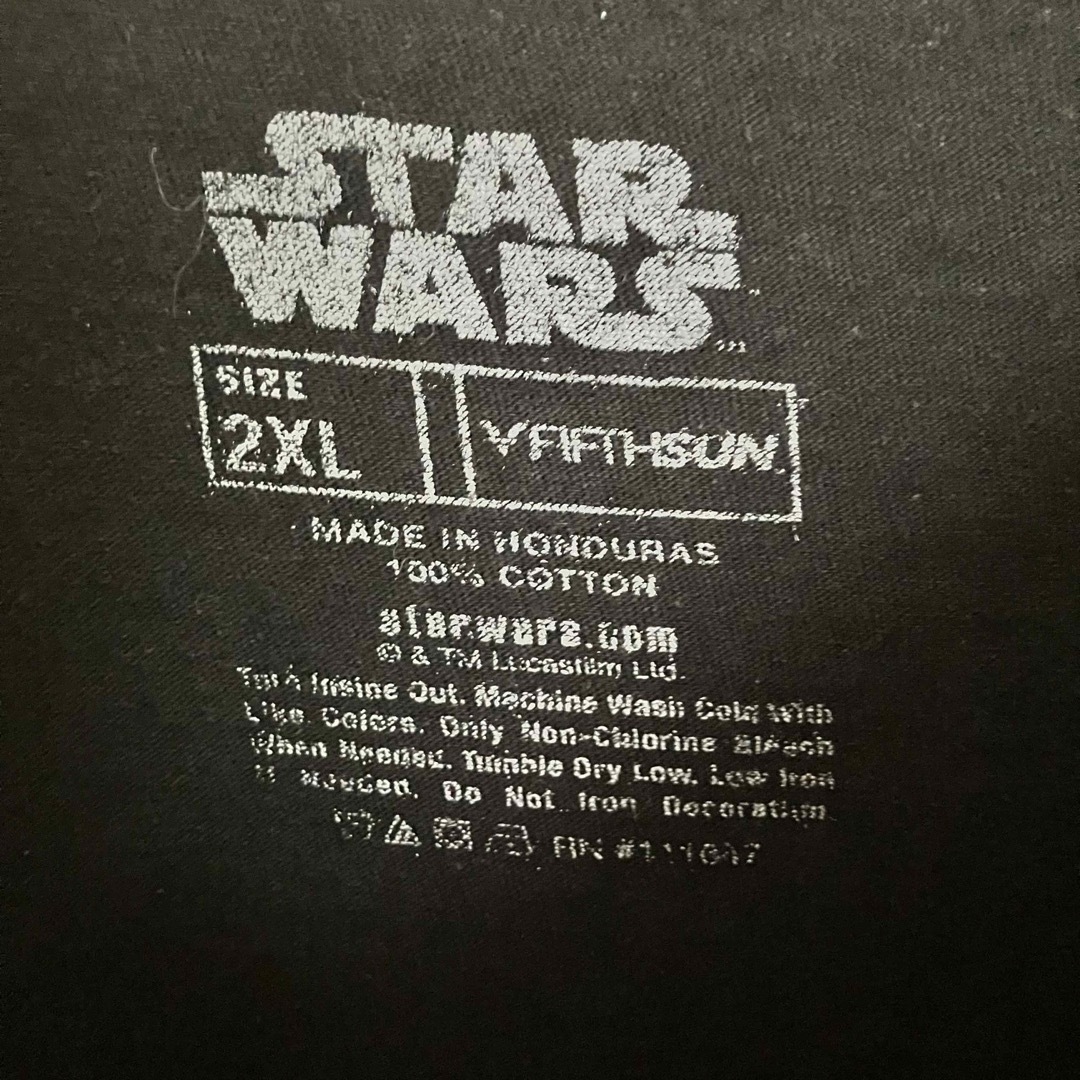 STAR
WARS
SIZE
2XL
FIFTHSUN
MADE IN HONDURAS
100% COTTON
starwars.com
© & TM Lucasfilm Ltd.
Turn Inside Out. Machine Wash Cold With
Like Colors. Only Non-Chlorine Bleach
When Needed. Tumble Dry Low. Low Iron
If Needed. Do Not Iron Decoration.
RN